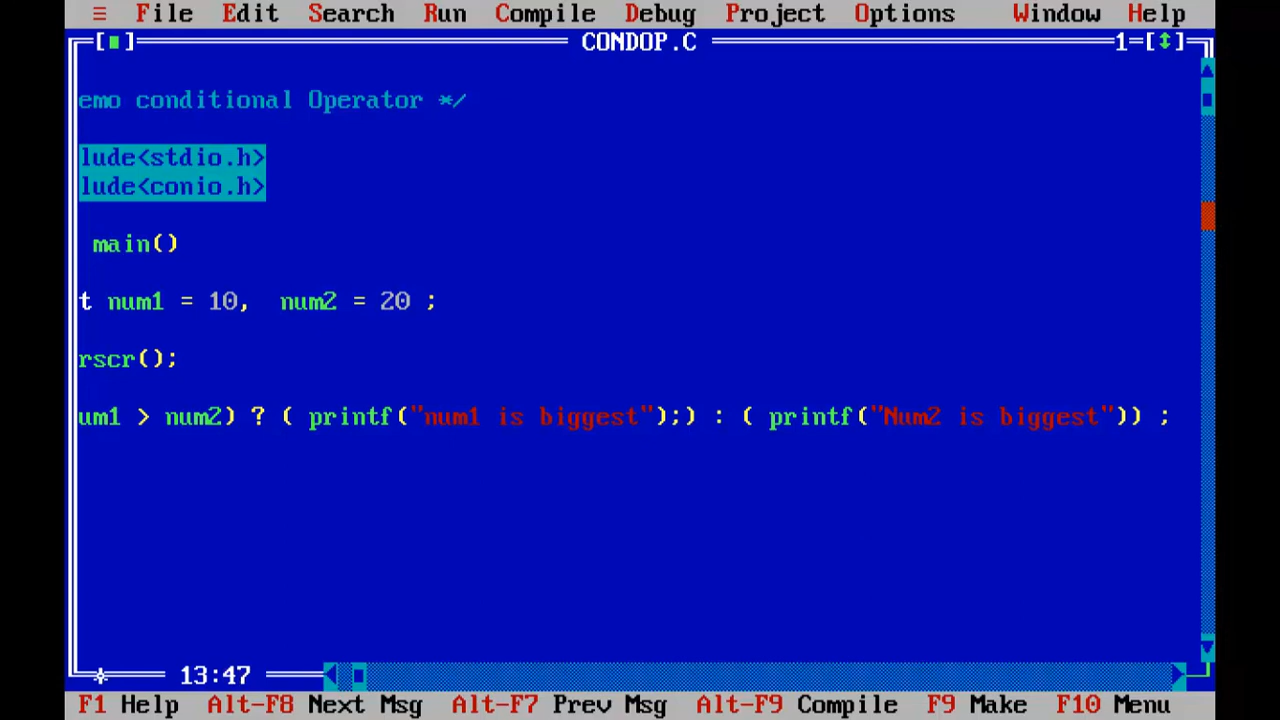 ≡ File Edit Search Run Compile Debug Project Options Window Help
[■] CONDOP.C 1=[↕]
emo conditional Operator */
lude<stdio.h>
lude<conio.h>
main()
t num1 = 10,  num2 = 20 ;
rscr();
um1 > num2) ? ( printf("num1 is biggest");) : ( printf("Num2 is biggest")) ;
13:47
F1 Help Alt-F8 Next Msg Alt-F7 Prev Msg Alt-F9 Compile F9 Make F10 Menu